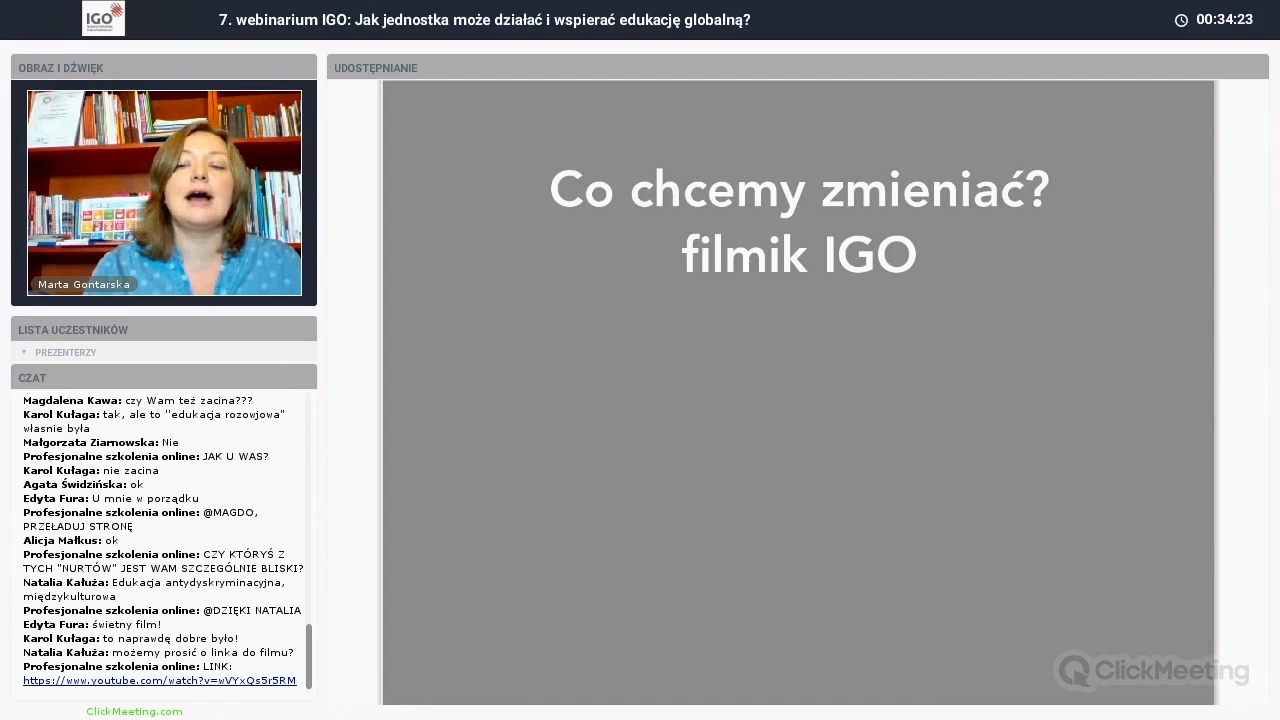 IGO
7. webinarium IGO: Jak jednostka może działać i wspierać edukację globalną?
00:34:23
OBRAZ I DŹWIĘK
Marta Gontarska
LISTA UCZESTNIKÓW
PREZENTERZY
CZAT
Magdalena Kawa: czy Wam też zacina???
Karol Kułaga: tak, ale to "edukacja rozowjowa"
własnie była
Małgorzata Ziarnowska: Nie
Profesjonalne szkolenia online: JAK U WAS?
Karol Kułaga: nie zacina
Agata Świdzińska: ok
Edyta Fura: U mnie w porządku
Profesjonalne szkolenia online: @MAGDO,
PRZEŁADUJ STRONĘ
Alicja Małkus: ok
Profesjonalne szkolenia online: CZY KTÓRYŚ Z
TYCH "NURTÓW" JEST WAM SZCZEGÓLNIE BLISKI?
Natalia Kałuża: Edukacja antydyskryminacyjna,
międzykulturowa
Profesjonalne szkolenia online: @DZIĘKI NATALIA
Edyta Fura: świetny film!
Karol Kułaga: to naprawdę dobre było!
Natalia Kałuża: możemy prosić o linka do filmu?
Profesjonalne szkolenia online: LINK:
https://www.youtube.com/watch?v=wVYxQs5r5RM
ClickMeeting.com
UDOSTĘPNIANIE
Co chcemy zmieniać?
filmik IGO
ClickMeeting